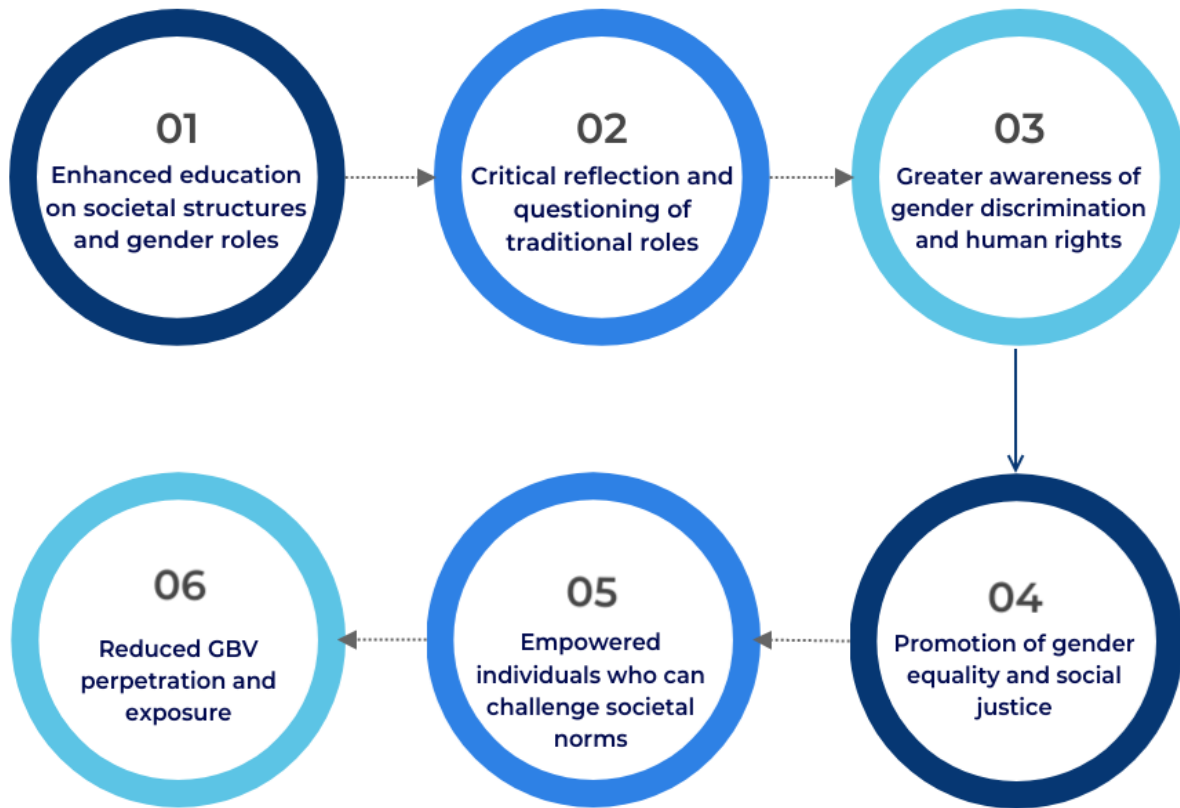 01
Enhanced education
on societal structures
and gender roles
02
Critical reflection and
questioning of
traditional roles
03
Greater awareness of
gender discrimination
and human rights
04
Promotion of gender
equality and social
justice
05
Empowered
individuals who can
challenge societal
norms
06
Reduced GBV
perpetration and
exposure